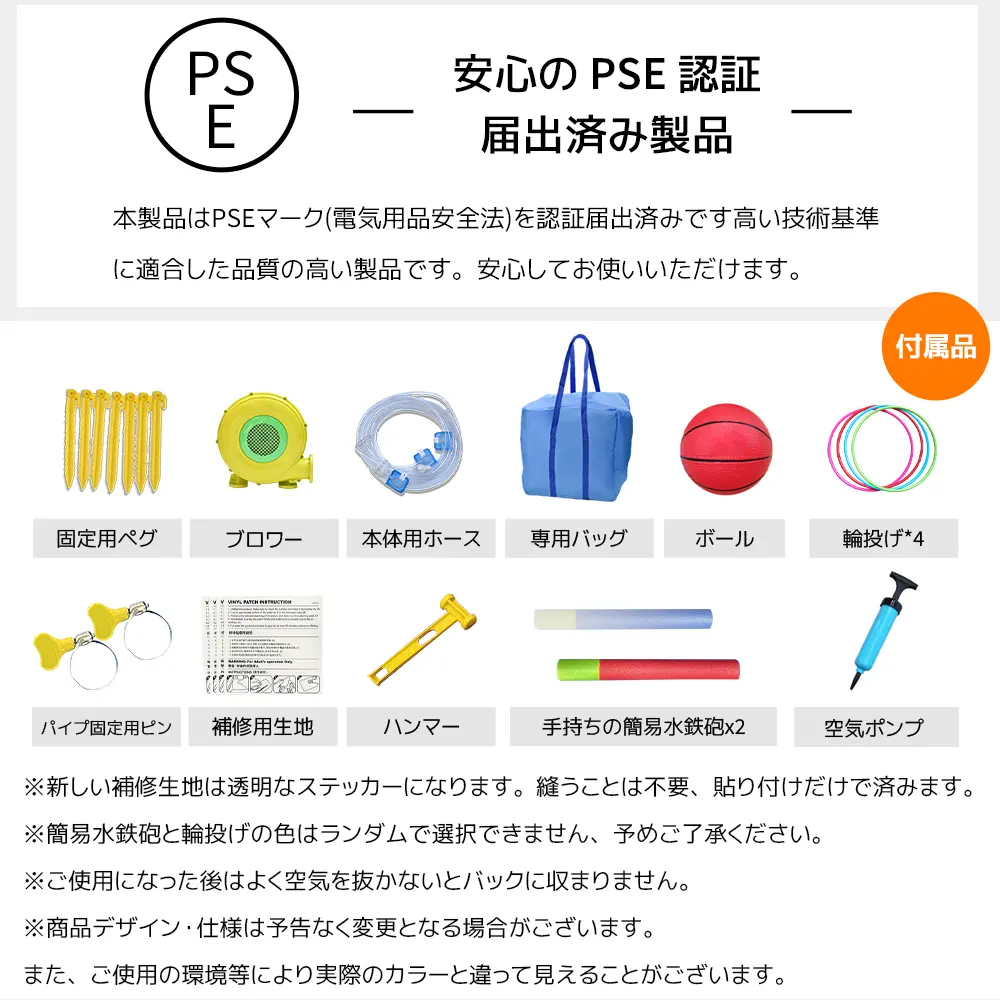 PS
E
安心の PSE 認証
届出済み製品
本製品はPSEマーク(電気用品安全法)を認証届出済みです高い技術基準
に適合した品質の高い製品です。安心してお使いいただけます。
付属品
固定用ペグ
ブロワー
本体用ホース
専用バッグ
ボール
輪投げ*4
VINYL PATCH INSTRUCTION
パイプ固定用ピン
補修用生地
ハンマー
手持ちの簡易水鉄砲x2
空気ポンプ
※新しい補修生地は透明なステッカーになります。縫うことは不要、貼り付けだけで済みます。
※簡易水鉄砲と輪投げの色はランダムで選択できません、予めご了承ください。
※ご使用になった後はよく空気を抜かないとバックに収まりません。
※商品デザイン・仕様は予告なく変更となる場合がございます。
また、ご使用の環境等により実際のカラーと違って見えることがございます。